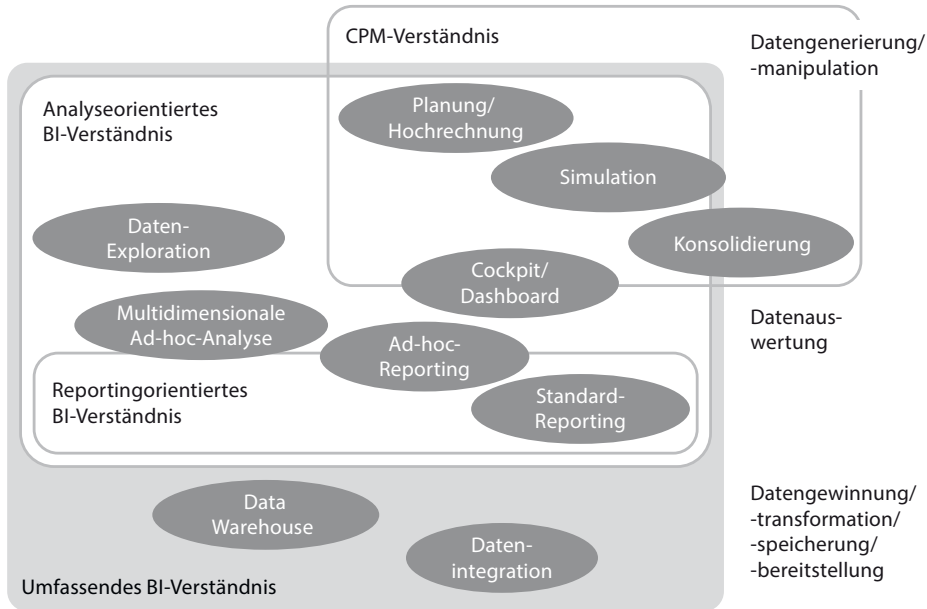 CPM-Verständnis
Datengenerierung/
-manipulation
Analyseorientiertes
BI-Verständnis
Planung/
Hochrechnung
Simulation
Daten-
Exploration
Konsolidierung
Cockpit/
Dashboard
Multidimensionale
Ad-hoc-Analyse
Datenaus-
wertung
Ad-hoc-
Reporting
Reportingorientiertes
BI-Verständnis
Standard-
Reporting
Data
Warehouse
Datengewinnung/
-transformation/
-speicherung/
-bereitstellung
Daten-
integration
Umfassendes BI-Verständnis